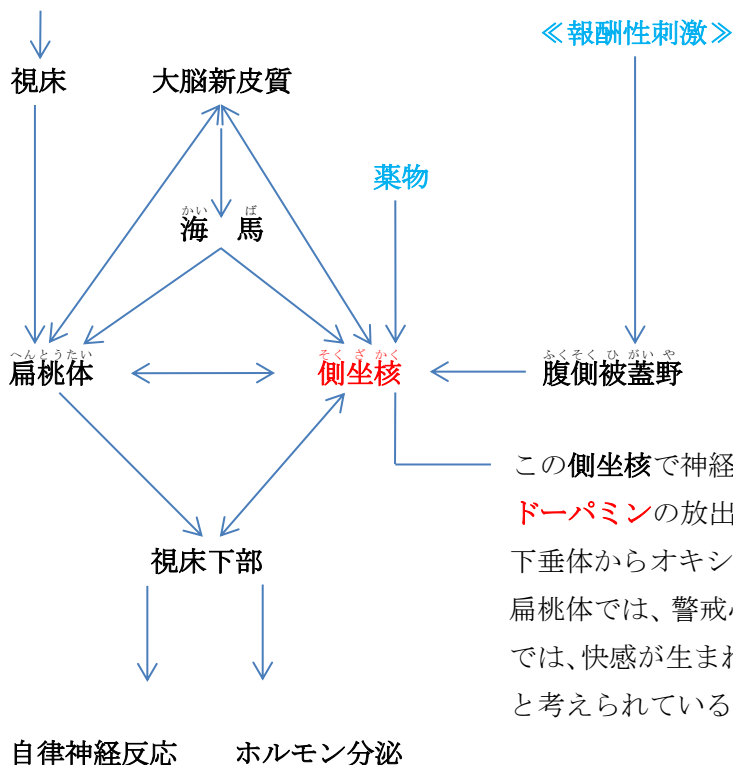 ≪報酬性刺激≫
視床 大脳新皮質
薬物
かい ば
海 馬
へんとうたい そく ざ かく ふくそく ひ がい や
扁桃体 側坐核 腹側被蓋野
この側坐核で神経
ドーパミンの放出
下垂体からオキシ
視床下部
扁桃体では、警戒
では、快感が生まれ
と考えられている
自律神経反応 ホルモン分泌